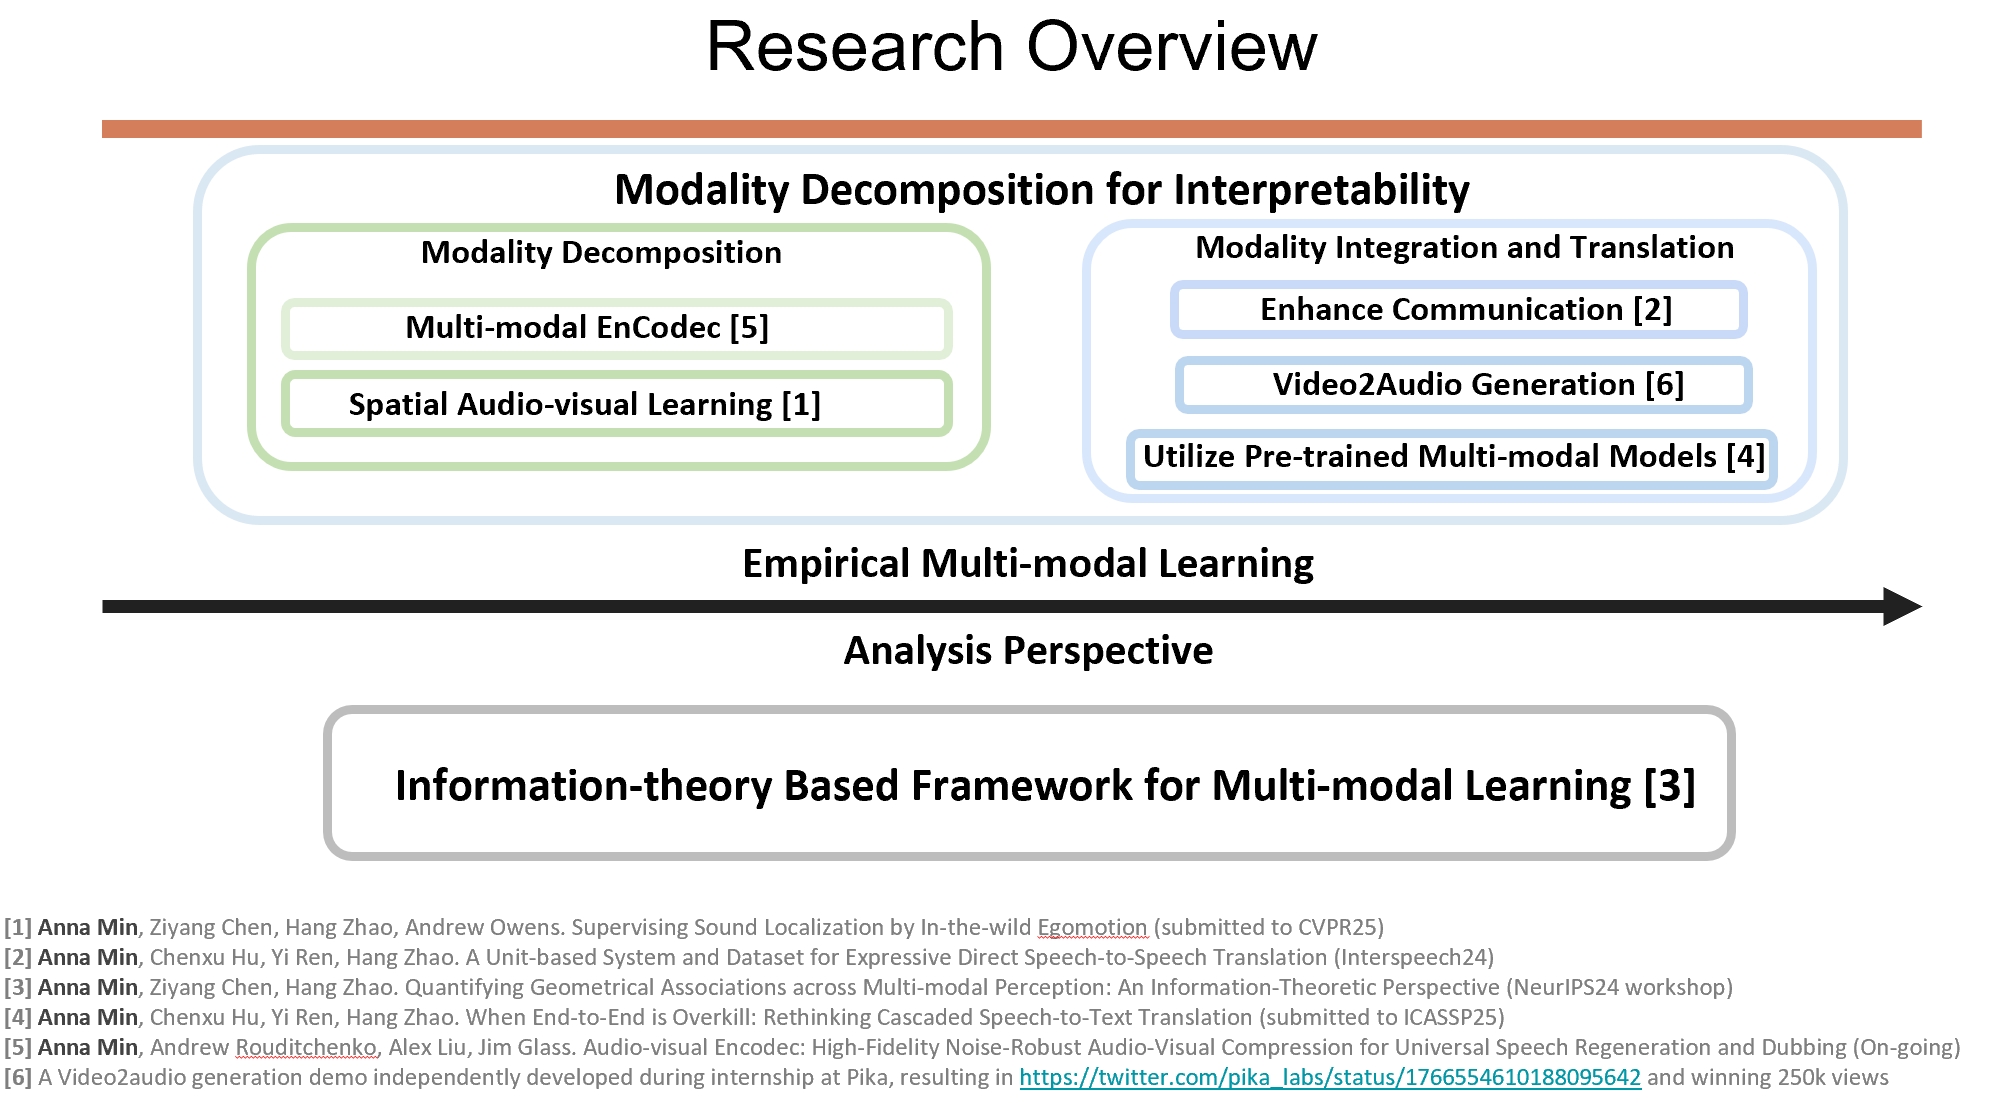 Research Overview
Modality Decomposition for Interpretability
Modality Decomposition
Multi-modal EnCodec [5]
Spatial Audio-visual Learning [1]
Modality Integration and Translation
Enhance Communication [2]
Video2Audio Generation [6]
Utilize Pre-trained Multi-modal Models [4]
Empirical Multi-modal Learning
Analysis Perspective
Information-theory Based Framework for Multi-modal Learning [3]
[1] Anna Min, Ziyang Chen, Hang Zhao, Andrew Owens. Supervising Sound Localization by In-the-wild Egomotion (submitted to CVPR25)
[2] Anna Min, Chenxu Hu, Yi Ren, Hang Zhao. A Unit-based System and Dataset for Expressive Direct Speech-to-Speech Translation (Interspeech24)
[3] Anna Min, Ziyang Chen, Hang Zhao. Quantifying Geometrical Associations across Multi-modal Perception: An Information-Theoretic Perspective (NeurIPS24 workshop)
[4] Anna Min, Chenxu Hu, Yi Ren, Hang Zhao. When End-to-End is Overkill: Rethinking Cascaded Speech-to-Text Translation (submitted to ICASSP25)
[5] Anna Min, Andrew Rouditchenko, Alex Liu, Jim Glass. Audio-visual Encodec: High-Fidelity Noise-Robust Audio-Visual Compression for Universal Speech Regeneration and Dubbing (On-going)
[6] A Video2audio generation demo independently developed during internship at Pika, resulting in https://twitter.com/pika_labs/status/1766554610188095642 and winning 250k views